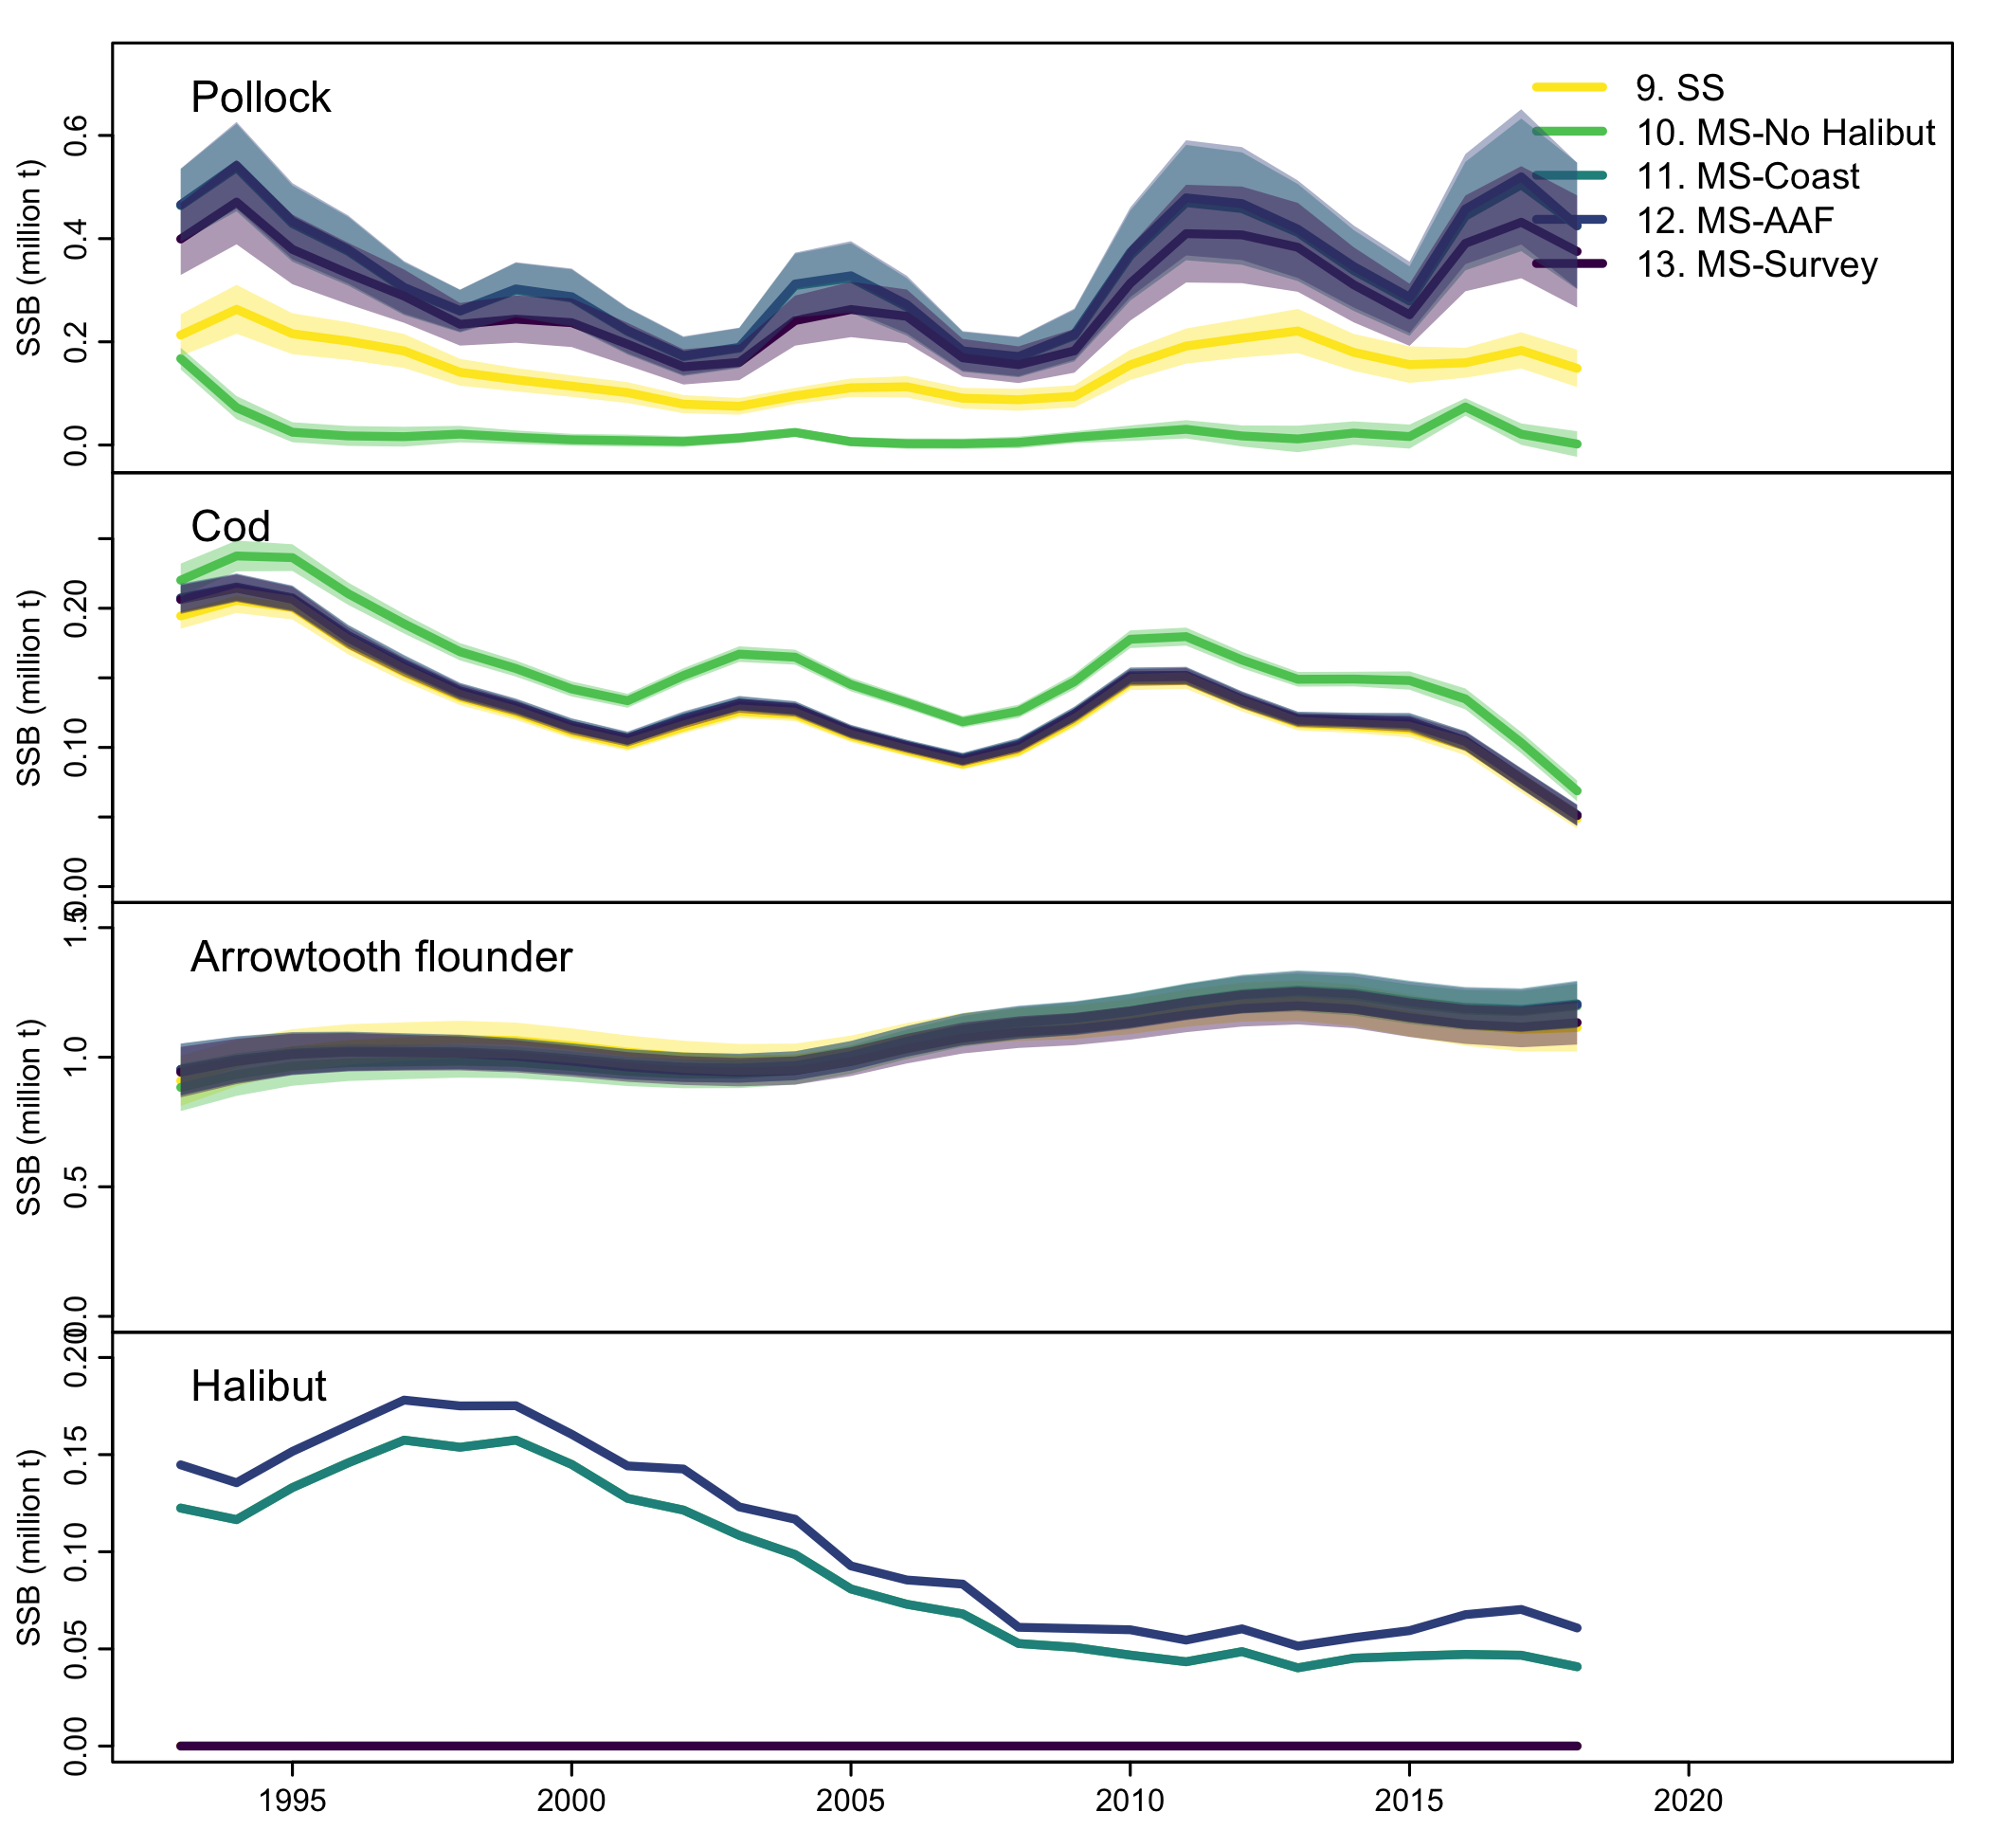 Pollock
9. SS
10. MS-No Halibut
11. MS-Coast
12. MS-AAF
13. MS-Survey
SSB (million t)
0.6
0.4
0.2
0.0
Cod
SSB (million t)
0.20
0.10
0.00
Arrowtooth flounder
SSB (million t)
1.5
1.0
0.5
0.0
Halibut
SSB (million t)
0.20
0.15
0.10
0.05
0.00
1995 2000 2005 2010 2015 2020